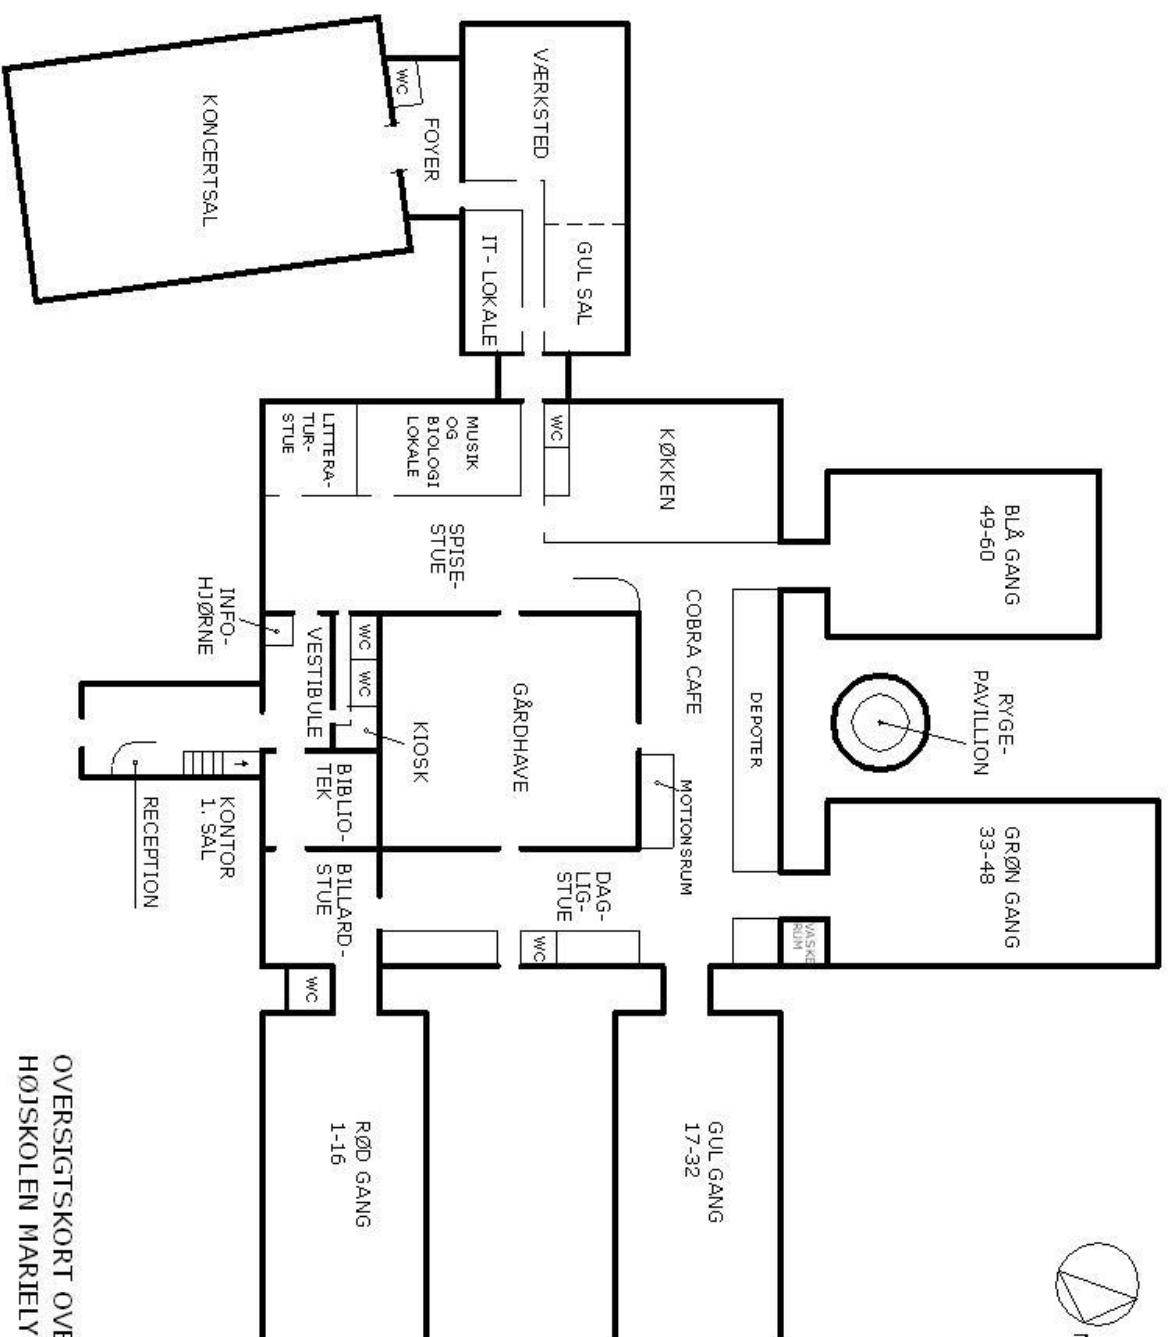 BLÅ GANG
49-60
GRØN GANG
33-48
RYGE-
PAVILLION
VASKE
RUM
DEPOTER
GUL GANG
17-32
COBRA CAFE
MOTIONSRUM
KØKKEN
DAG-
LIG-
STUE
WC
WC
GUL SAL
VÆRKSTED
GÅRDHAVE
IT- LOKALE
MUSIK
OG
BIOLOGI
LOKALE
SPISE-
STUE
FOYER
WC
KIOSK
WC
WC
RØD GANG
1-16
BIBLIO-
TEK
BILLARD-
STUE
WC
LITTERA-
TUR-
STUE
VESTIBULE
INFO-
HJØRNE
KONCERTSAL
KONTOR
1. SAL
RECEPTION
OVERSIGTSKORT OVE
HØJSKOLEN MARIELY